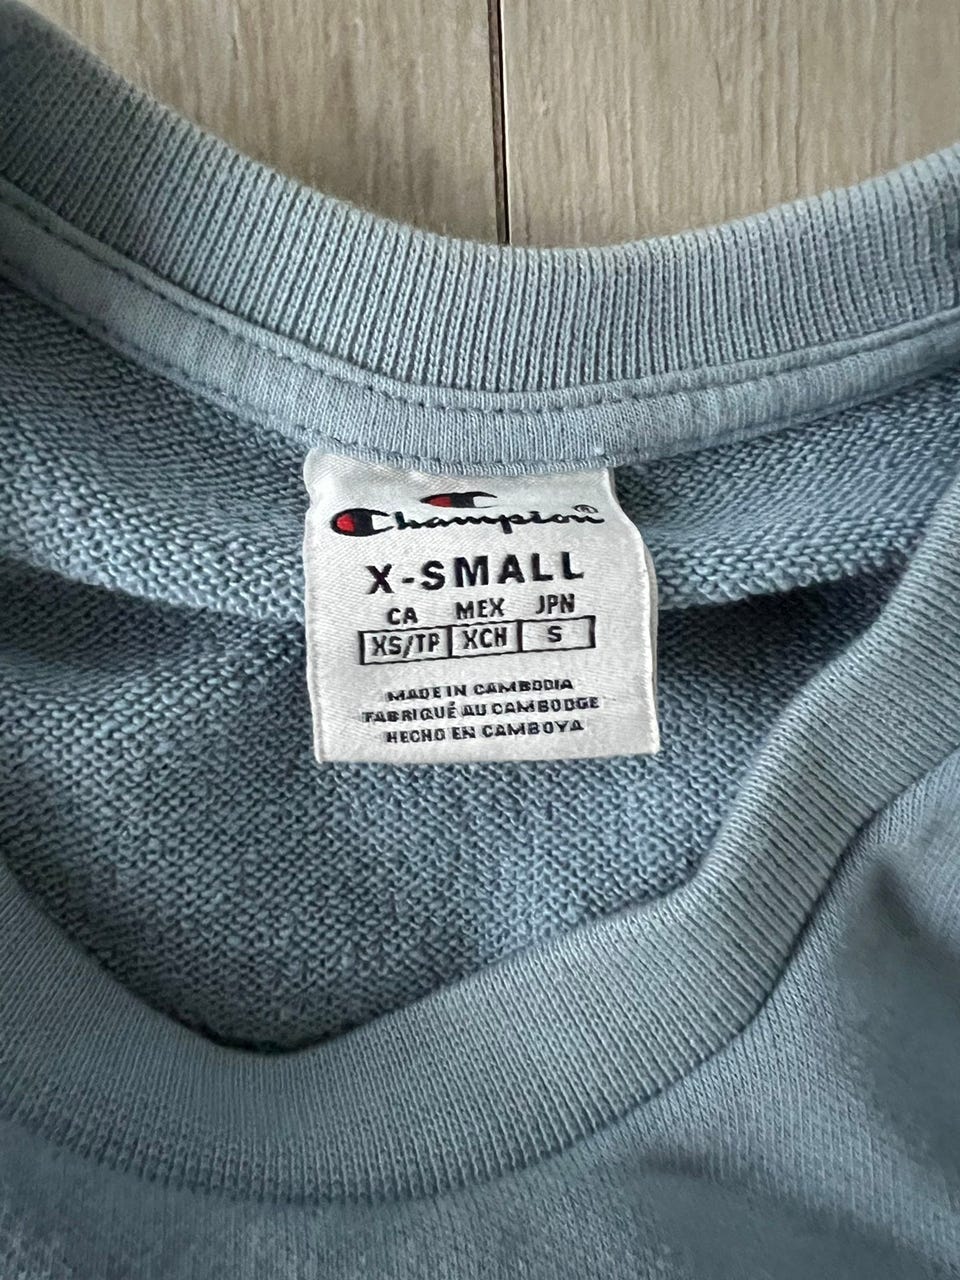 Champion®
X-SMALL
CA MEX JPN
XS/TP XCH S
MADE IN CAMBODIA
FABRIQUÉ AU CAMBODGE
HECHO EN CAMBOYA